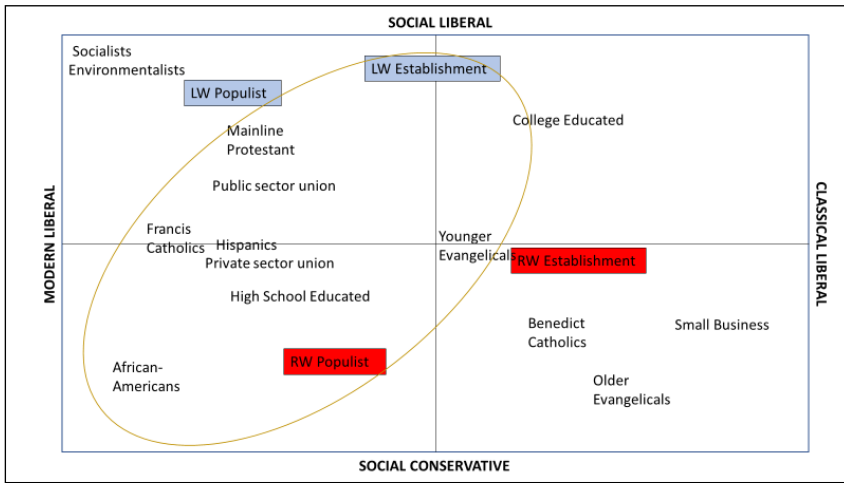 SOCIAL LIBERAL
Socialists
Environmentalists
LW Populist
LW Establishment
College Educated
Mainline
Protestant
Public sector union
Francis
Catholics
Hispanics
Private sector union
Younger
Evangelicals
RW Establishment
MODERN LIBERAL
CLASSICAL LIBERAL
High School Educated
Benedict
Catholics
Small Business
RW Populist
African-
Americans
Older
Evangelicals
SOCIAL CONSERVATIVE